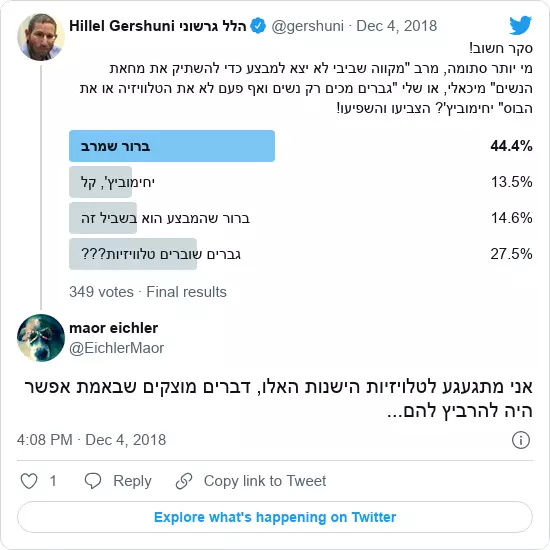 Hillel Gershuni הלל גרשוני @gershuni · Dec 4, 2018
סקר חשוב!
מי יותר סתומה, מרב "מקווה שביבי לא יצא למבצע כדי להשתיק את מחאת
הנשים" מיכאלי, או שלי "גברים מכים רק נשים ואף פעם לא את הטלוויזיה או את
הבוס" יחימוביץ'? הצביעו והשפיעו!
ברור שמרב 44.4%
יחימוביץ', קל 13.5%
ברור שהמבצע הוא בשביל זה 14.6%
גברים שוברים טלוויזיות??? 27.5%
349 votes · Final results
maor eichler
@EichlerMaor
אני מתגעגע לטלויזיות הישנות האלו, דברים מוצקים שבאמת אפשר
היה להרביץ להם...
4:08 PM · Dec 4, 2018
1 Reply Copy link to Tweet
Explore what's happening on Twitter